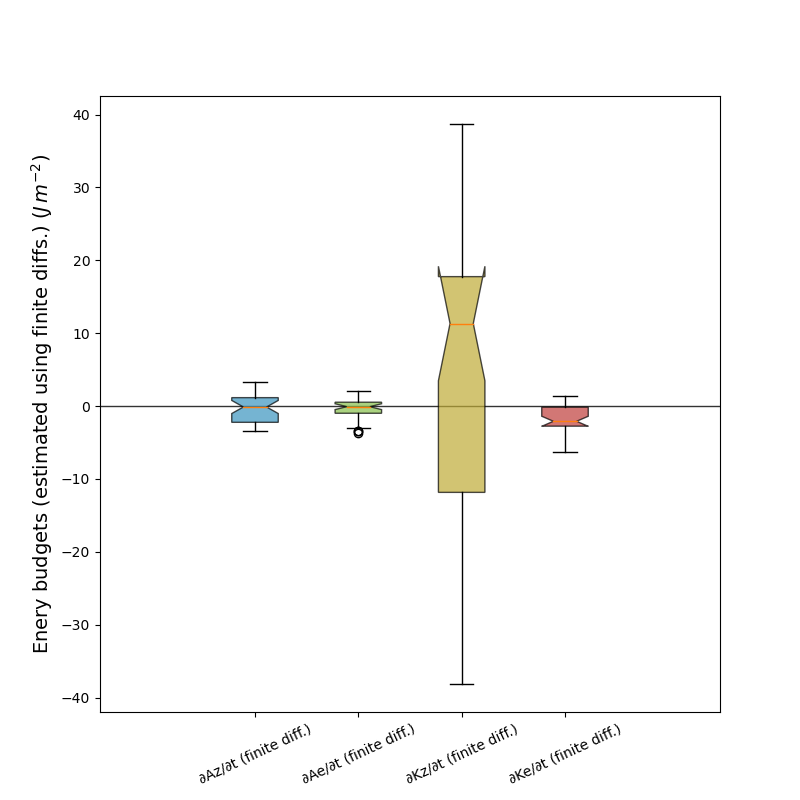 Enery budgets (estimated using finite diffs.) (J m⁻²)
40
30
20
10
0
−10
−20
−30
−40
∂Az/∂t (finite diff.)
∂Ae/∂t (finite diff.)
∂Kz/∂t (finite diff.)
∂Ke/∂t (finite diff.)